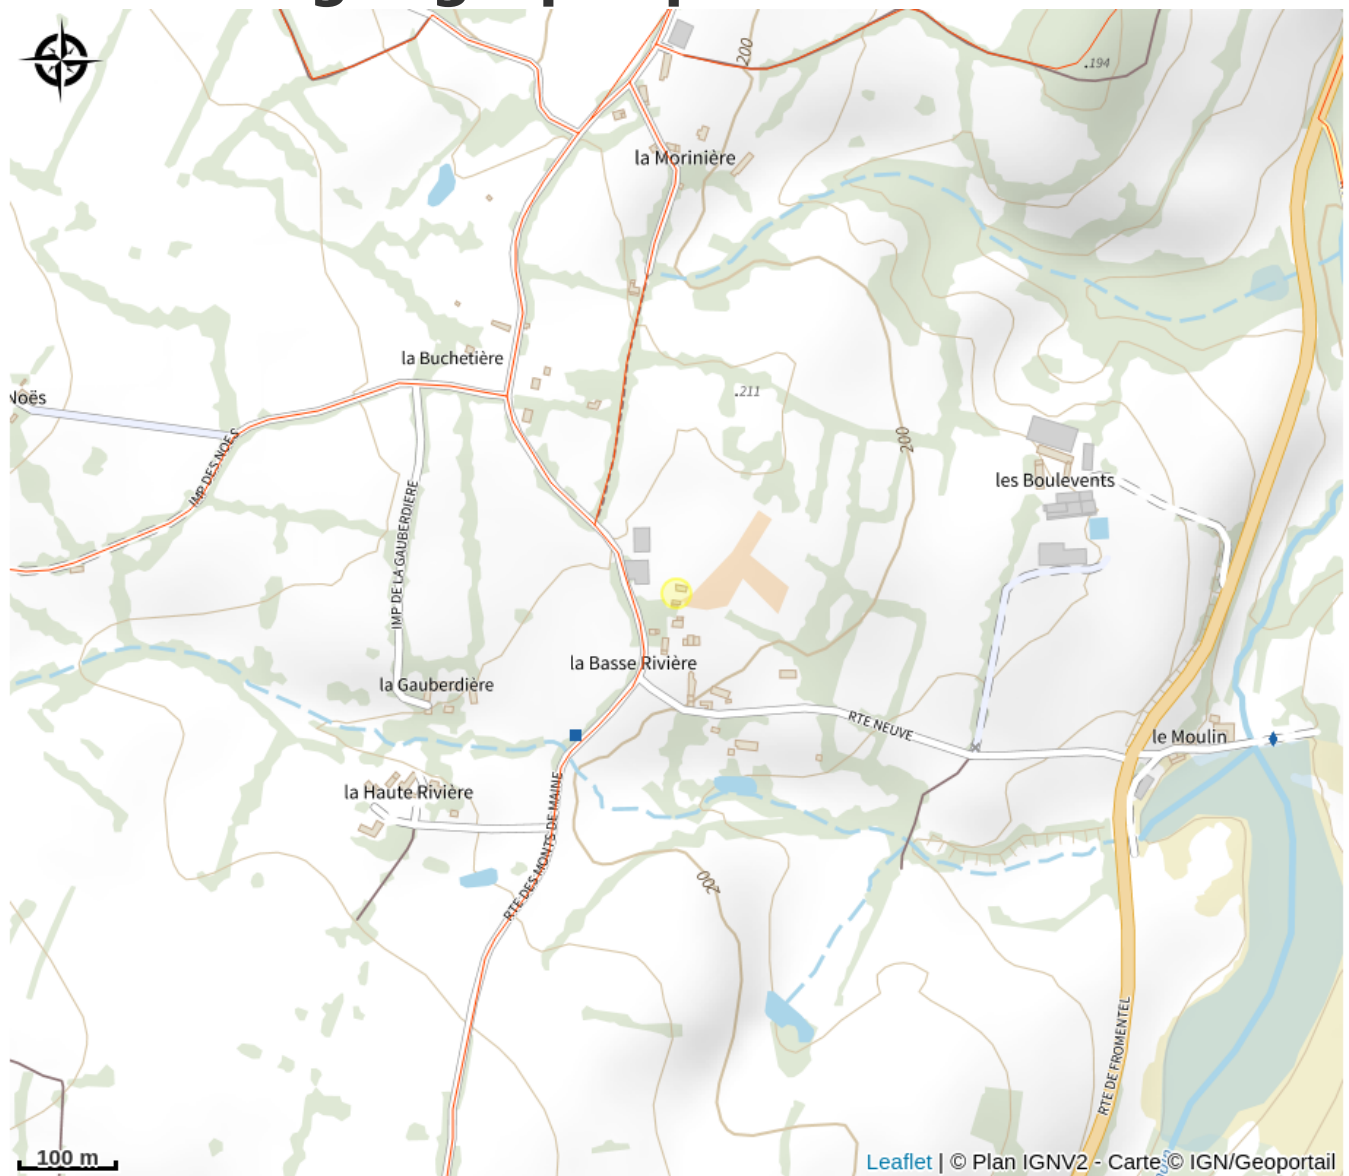 200
.194
la Morinière
la Buchetière
Noës
.211
IMP DES NOES
200
les Boulevents
IMP DE LA GAUBERDIERE
la Basse Rivière
la Gauberdière
RTE NEUVE
le Moulin
la Haute Rivière
RTE DES MONTS DE MAINE
200
RTE DE FROMENTEL
100 m
Leaflet | © Plan IGNV2 - Carte © IGN/Geoportail